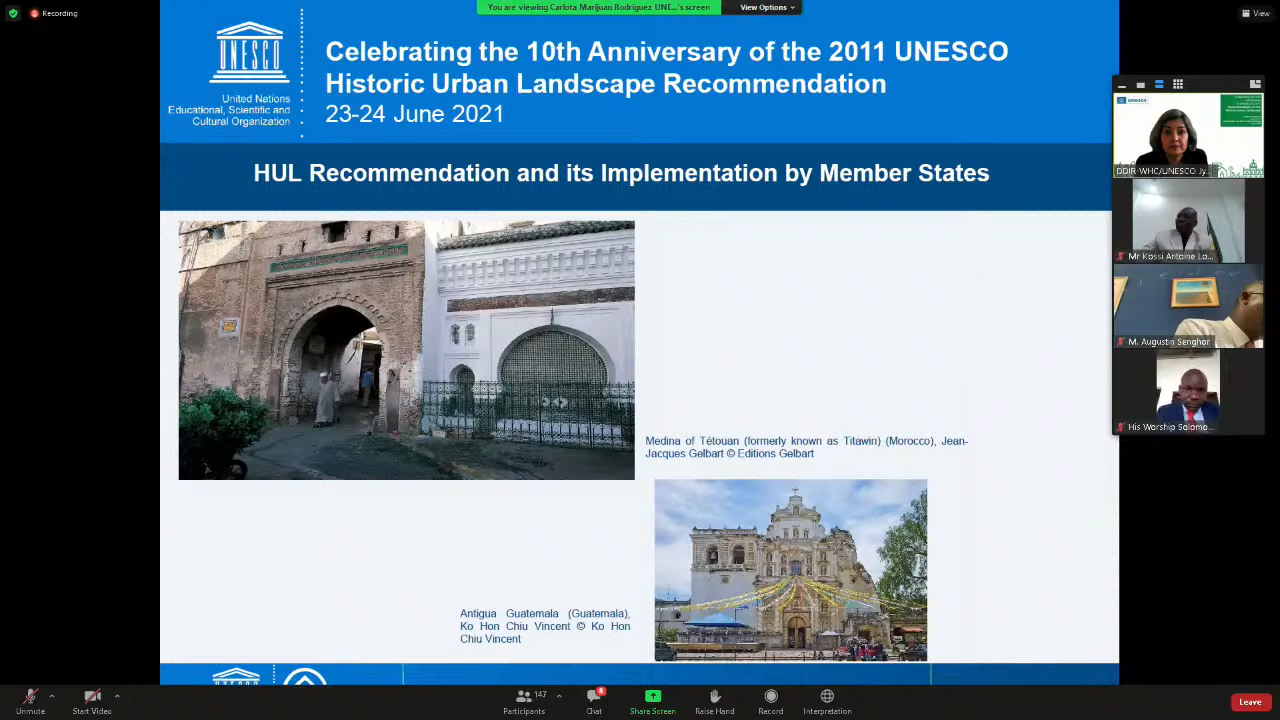 Recording
You are viewing Carlota Marijuan Rodriguez UNE...'s screen
View Options
View
UNESCO
United Nations
Educational, Scientific and
Cultural Organization
Celebrating the 10th Anniversary of the 2011 UNESCO
Historic Urban Landscape Recommendation
23-24 June 2021
HUL Recommendation and its Implementation by Member States
Medina of Tétouan (formerly known as Titawin) (Morocco), Jean-
Jacques Gelbart © Editions Gelbart
Antigua Guatemala (Guatemala),
Ko Hon Chiu Vincent © Ko Hon
Chiu Vincent
unesco
DDIR-WHC/UNESCO Jy...
Mr Kossi Antoine Lo...
M. Augustin Senghor
His Worship Solomo...
Unmute
Start Video
147
Participants
8
Chat
Share Screen
Raise Hand
Record
Interpretation
Leave